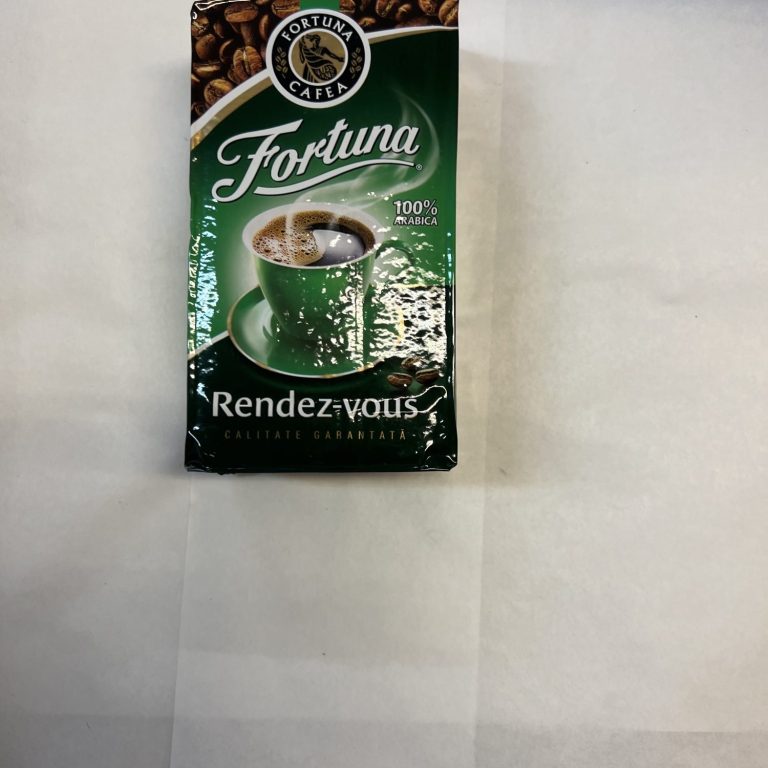 FORTUNA
CAFEA
Fortuna®
100%
ARABICA
Rendez-vous
CALITATE GARANTATĂ